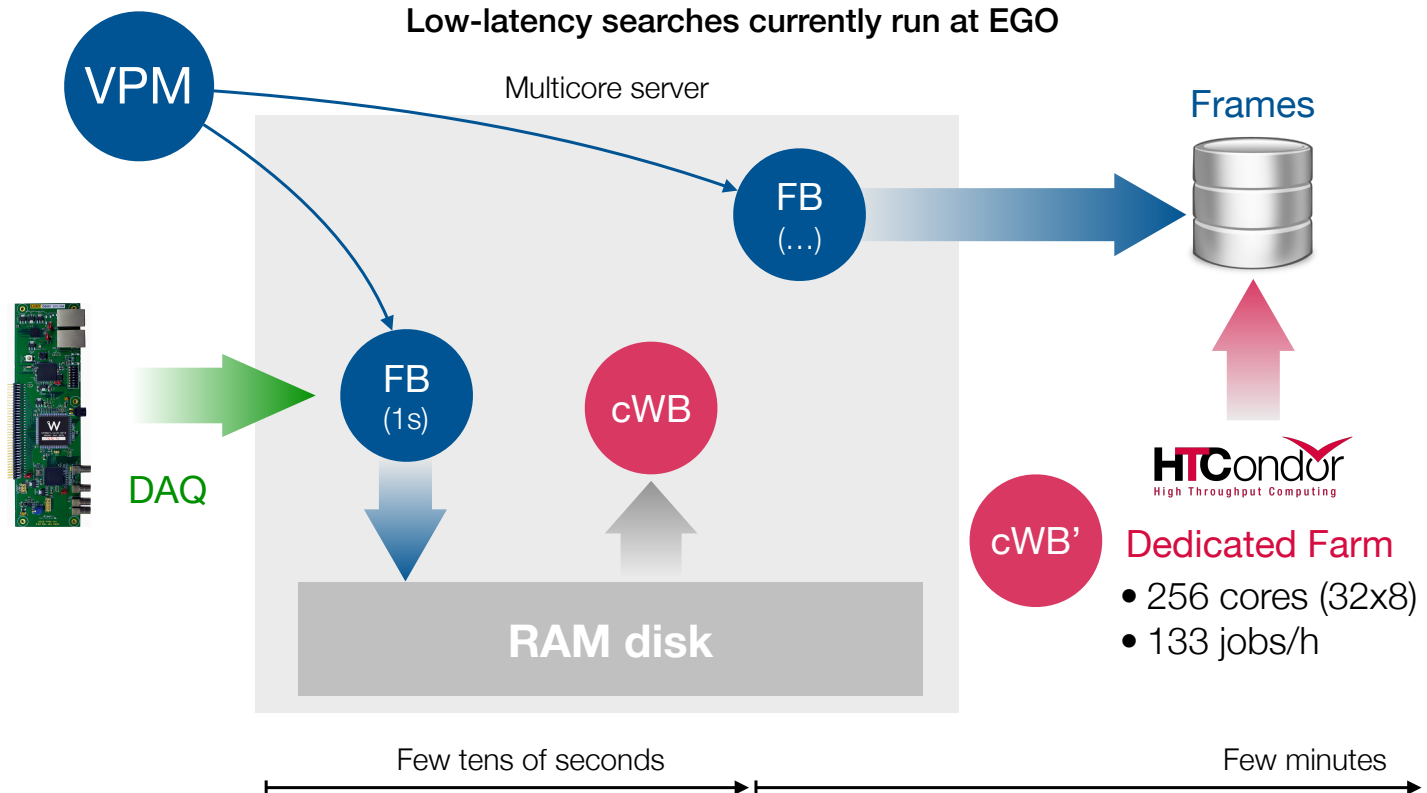 Low-latency searches currently run at EGO
VPM
Multicore server
Frames
FB
(...)
FB
(1s)
cWB
DAQ
W
HTCondor
High Throughput Computing
cWB’
Dedicated Farm
• 256 cores (32x8)
• 133 jobs/h
RAM disk
Few tens of seconds
Few minutes